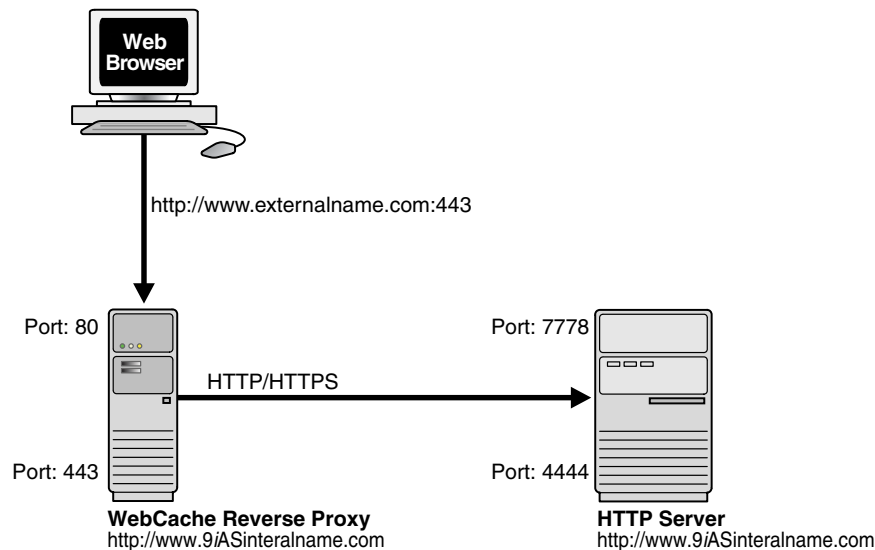 Web
Browser
http://www.externalname.com:443
Port: 80
Port: 7778
HTTP/HTTPS
Port: 443
Port: 4444
WebCache Reverse Proxy
http://www.9iASinteralname.com
HTTP Server
http://www.9iASinteralname.com